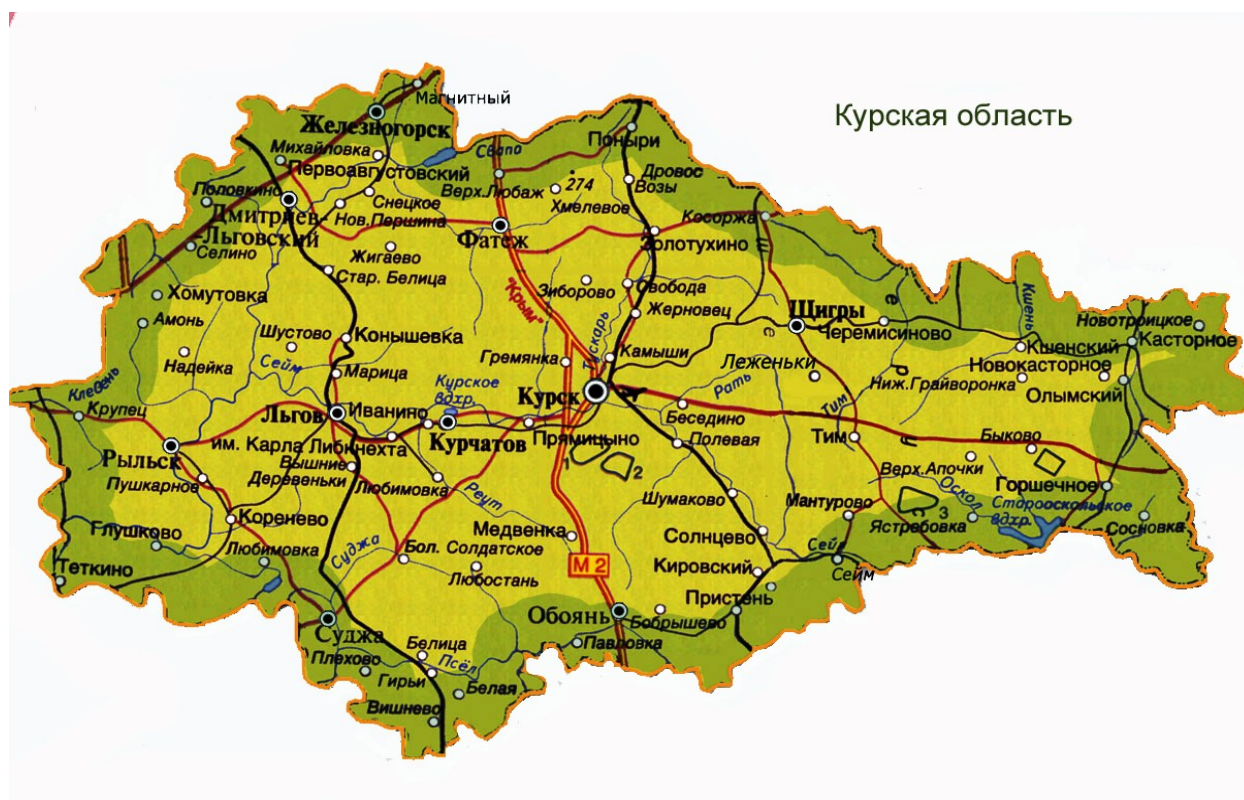 Курская область
Магнитный
Железногорск
Михайловка
Первоавгустовский
Свапа
Поныри
Половкино
Снецкое
Верх.Любаж
274
Хмелевое
Дровос
Возы
Дмитриев-
-Льговский
Нов.Першина
Фатеж
Косоржа
Золотухино
Селино
Жигаево
Стар. Белица
Хомутовка
"Крым"
Зиборово
Свобода
Жерновец
Щигры
Черемисиново
Кшень
Новотроицкое
Касторное
Амонь
Шустово
Конышевка
Тускарь
Надейка
Сейм
Марица
Гремянка
Камыши
Леженьки
Кшенский
Новокасторное
Ниж.Грайворонка
Олымский
Клевень
Крупец
Курское
вдхр.
Курск
Рать
Тим
Льгов
Иванино
Курчатов
Прямицыно
Беседино
Полевая
Тим
Быково
Рыльск
им. Карла Либкнехта
Вышние
Деревеньки
Пушкарное
Любимовка
Реут
1
2
Шумаково
Мантурово
Верх.Апочки
Оскол
Горшечное
Старооскольское
вдхр.
3
Ястребовка
Сосновка
Коренево
Глушково
Любимовка
Суджа
Бол. Солдатское
Медвенка
Любостань
М 2
Солнцево
Сейм
Сейм
Кировский
Теткино
Пристень
Обоянь
Бобрышево
Суджа
Павловка
Белица
Псёл
Плехово
Гирьи
Белая
Вишнево